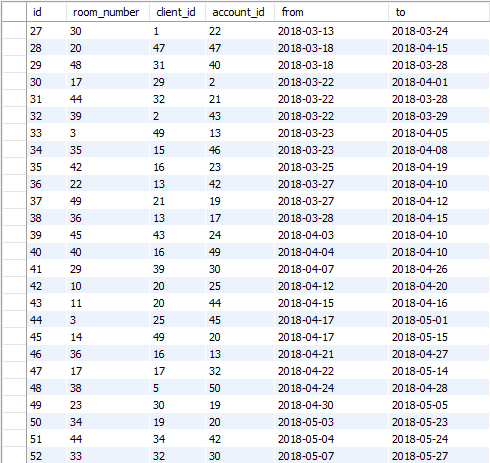 id room_number client_id account_id from to
27 30 1 22 2018-03-13 2018-03-24
28 20 47 47 2018-03-18 2018-04-15
29 48 31 40 2018-03-18 2018-03-28
30 17 29 2 2018-03-22 2018-04-01
31 44 32 21 2018-03-22 2018-03-28
32 39 2 43 2018-03-22 2018-03-29
33 3 49 13 2018-03-23 2018-04-05
34 35 15 46 2018-03-23 2018-04-08
35 42 16 23 2018-03-25 2018-04-19
36 22 13 42 2018-03-27 2018-04-10
37 49 21 19 2018-03-27 2018-04-12
38 36 13 17 2018-03-28 2018-04-15
39 45 43 24 2018-04-03 2018-04-10
40 40 16 49 2018-04-04 2018-04-10
41 29 39 30 2018-04-07 2018-04-26
42 10 20 25 2018-04-12 2018-04-20
43 11 20 44 2018-04-15 2018-04-16
44 3 25 45 2018-04-17 2018-05-01
45 14 49 20 2018-04-17 2018-05-15
46 36 16 13 2018-04-21 2018-04-27
47 17 17 32 2018-04-22 2018-05-14
48 38 5 50 2018-04-24 2018-04-28
49 23 30 19 2018-04-30 2018-05-05
50 34 19 20 2018-05-03 2018-05-23
51 44 34 42 2018-05-04 2018-05-24
52 33 32 30 2018-05-07 2018-05-27